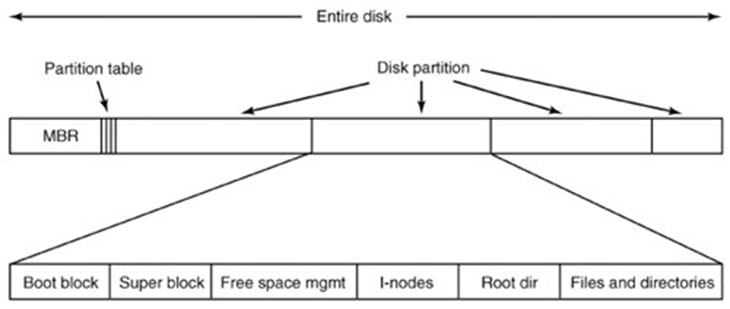 Entire disk
Partition table
Disk partition
MBR
Boot block
Super block
Free space mgmt
I-nodes
Root dir
Files and directories